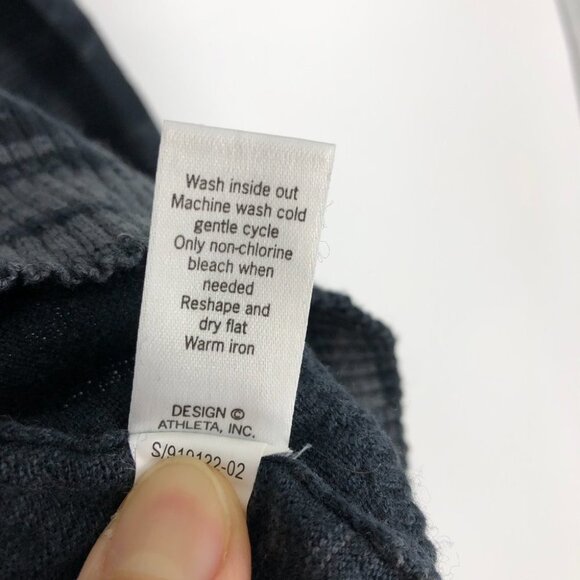 Wash inside out
Machine wash cold
gentle cycle
Only non-chlorine
bleach when
needed
Reshape and
dry flat
Warm iron
DESIGN ©
ATHLETA, INC.
S/919122-02